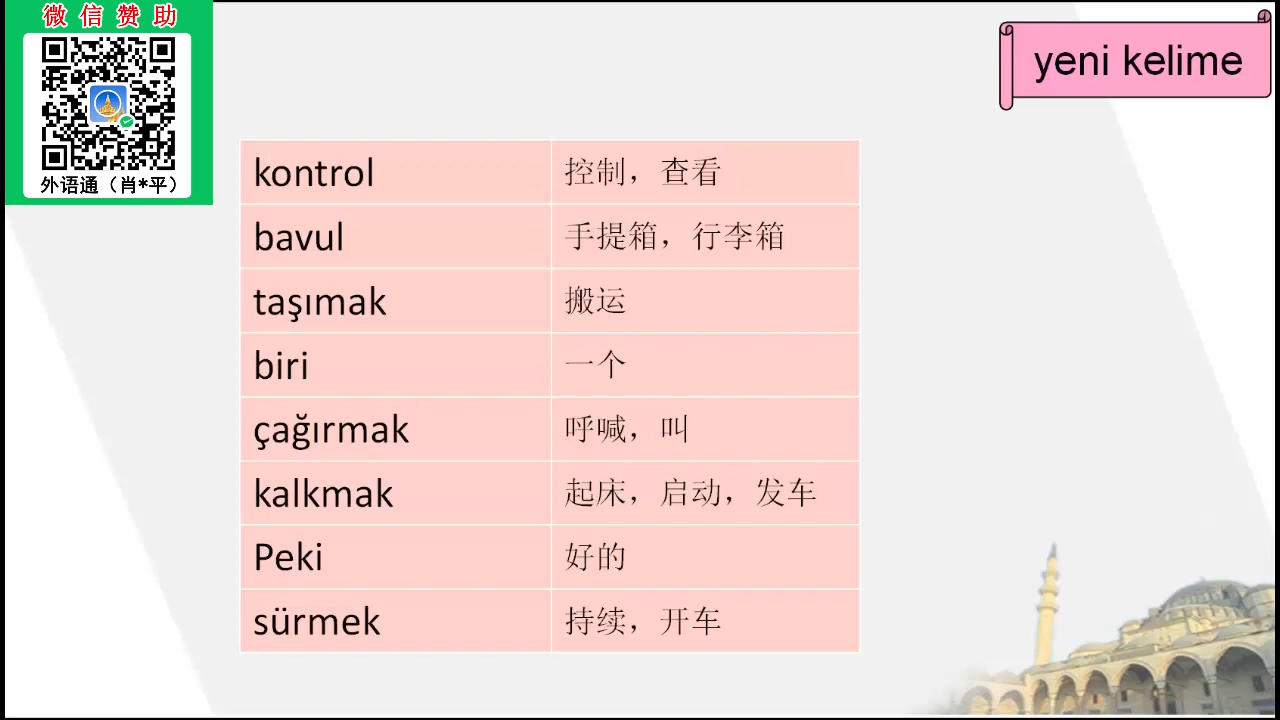 微信赞助
外语通（肖*平）
yeni kelime
kontrol 控制，查看
bavul 手提箱，行李箱
taşımak 搬运
biri 一个
çağırmak 呼喊，叫
kalkmak 起床，启动，发车
Peki 好的
sürmek 持续，开车